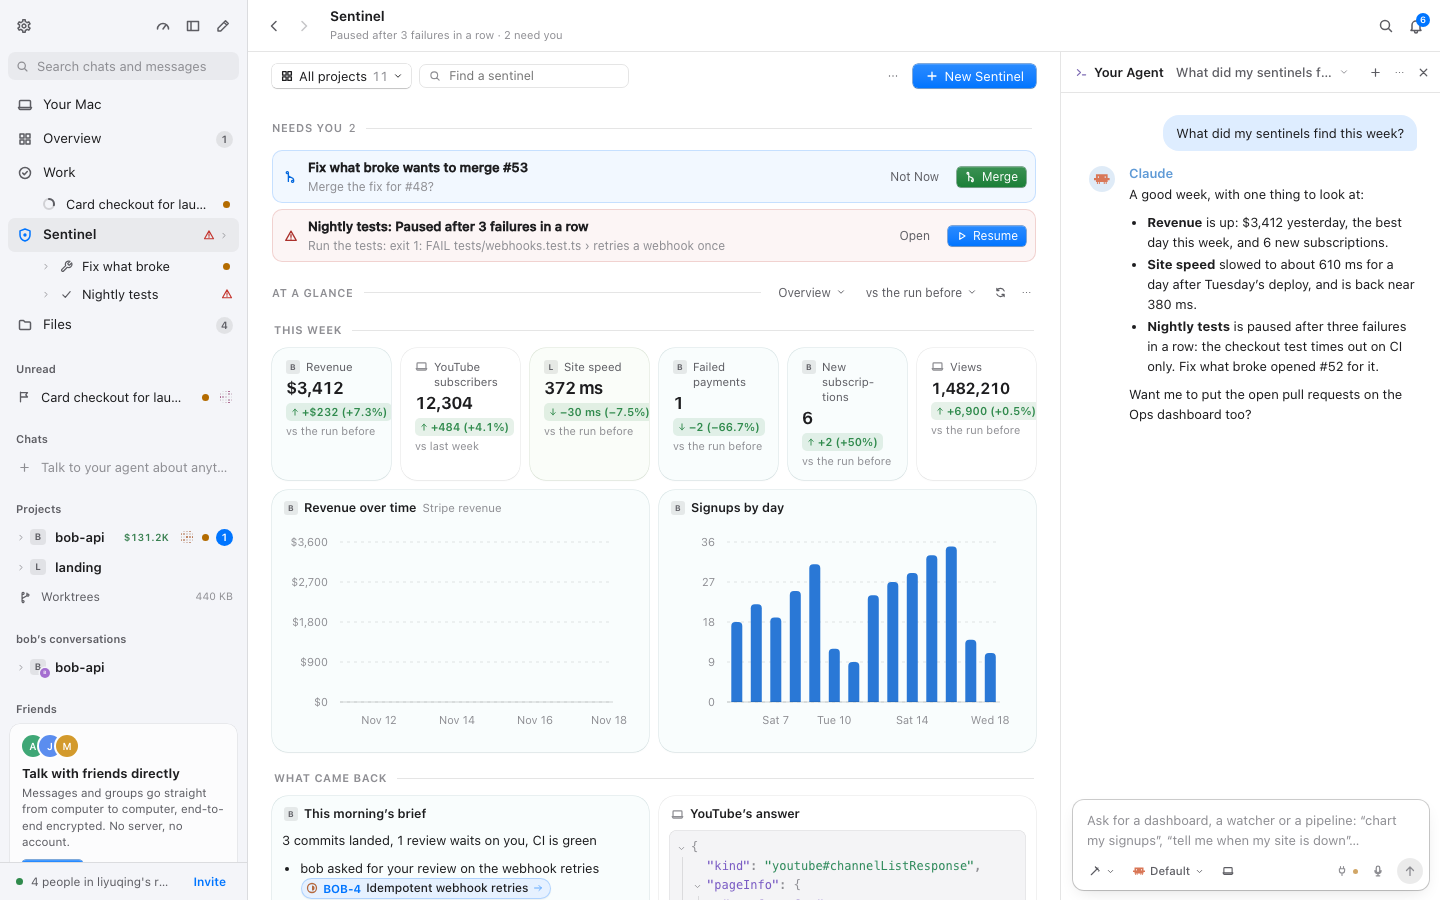 Search chats and messages
Your Mac
Overview 1
Work
Card checkout for lau...
Sentinel
Fix what broke
Nightly tests
Files 4
Unread
Card checkout for lau...
Chats
Talk to your agent about anyt...
Projects
B bob-api $131.2K 1
L landing
Worktrees 440 KB
bob's conversations
B bob-api
Friends
A J M
Talk with friends directly
Messages and groups go straight
from computer to computer, end-to-
end encrypted. No server, no
account.
4 people in liyuqing's r... Invite
Sentinel
Paused after 3 failures in a row · 2 need you
6
All projects 11
Find a sentinel
New Sentinel
NEEDS YOU 2
Fix what broke wants to merge #53
Merge the fix for #48?
Not Now Merge
Nightly tests: Paused after 3 failures in a row
Run the tests: exit 1: FAIL tests/webhooks.test.ts › retries a webhook once
Open Resume
AT A GLANCE
Overview vs the run before
THIS WEEK
B Revenue
$3,412
↑ +$232 (+7.3%)
vs the run before
YouTube
subscribers
12,304
↑ +484 (+4.1%)
vs last week
L Site speed
372 ms
↓ −30 ms (−7.5%)
vs the run before
B Failed
payments
1
↓ −2 (−66.7%)
vs the run before
B New
subscrip-
tions
6
↑ +2 (+50%)
vs the run before
Views
1,482,210
↑ +6,900 (+0.5%)
vs the run before
B Revenue over time Stripe revenue
$3,600
$2,700
$1,800
$900
$0
Nov 12 Nov 14 Nov 16 Nov 18
B Signups by day
36
27
18
9
0
Sat 7 Tue 10 Sat 14 Wed 18
WHAT CAME BACK
B This morning's brief
3 commits landed, 1 review waits on you, CI is green
• bob asked for your review on the webhook retries
BOB-4 Idempotent webhook retries →
YouTube's answer
{
"kind": "youtube#channelListResponse",
"pageInfo": {
Your Agent What did my sentinels f...
What did my sentinels find this week?
Claude
A good week, with one thing to look at:
• Revenue is up: $3,412 yesterday, the best
day this week, and 6 new subscriptions.
• Site speed slowed to about 610 ms for a
day after Tuesday's deploy, and is back near
380 ms.
• Nightly tests is paused after three failures
in a row: the checkout test times out on CI
only. Fix what broke opened #52 for it.
Want me to put the open pull requests on the
Ops dashboard too?
Ask for a dashboard, a watcher or a pipeline: “chart
my signups”, “tell me when my site is down”...
Default